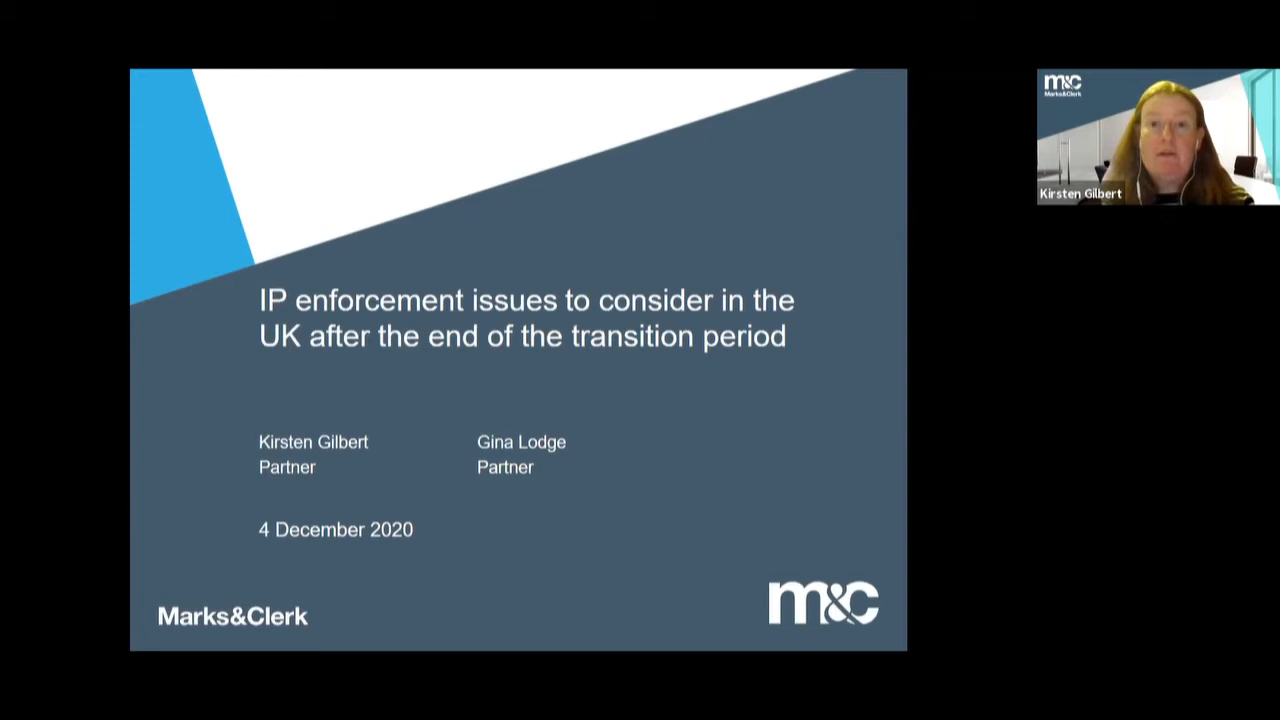 IP enforcement issues to consider in the
UK after the end of the transition period
Kirsten Gilbert
Partner
Gina Lodge
Partner
4 December 2020
Marks&Clerk
m&c
m&c
Marks&Clerk
Kirsten Gilbert